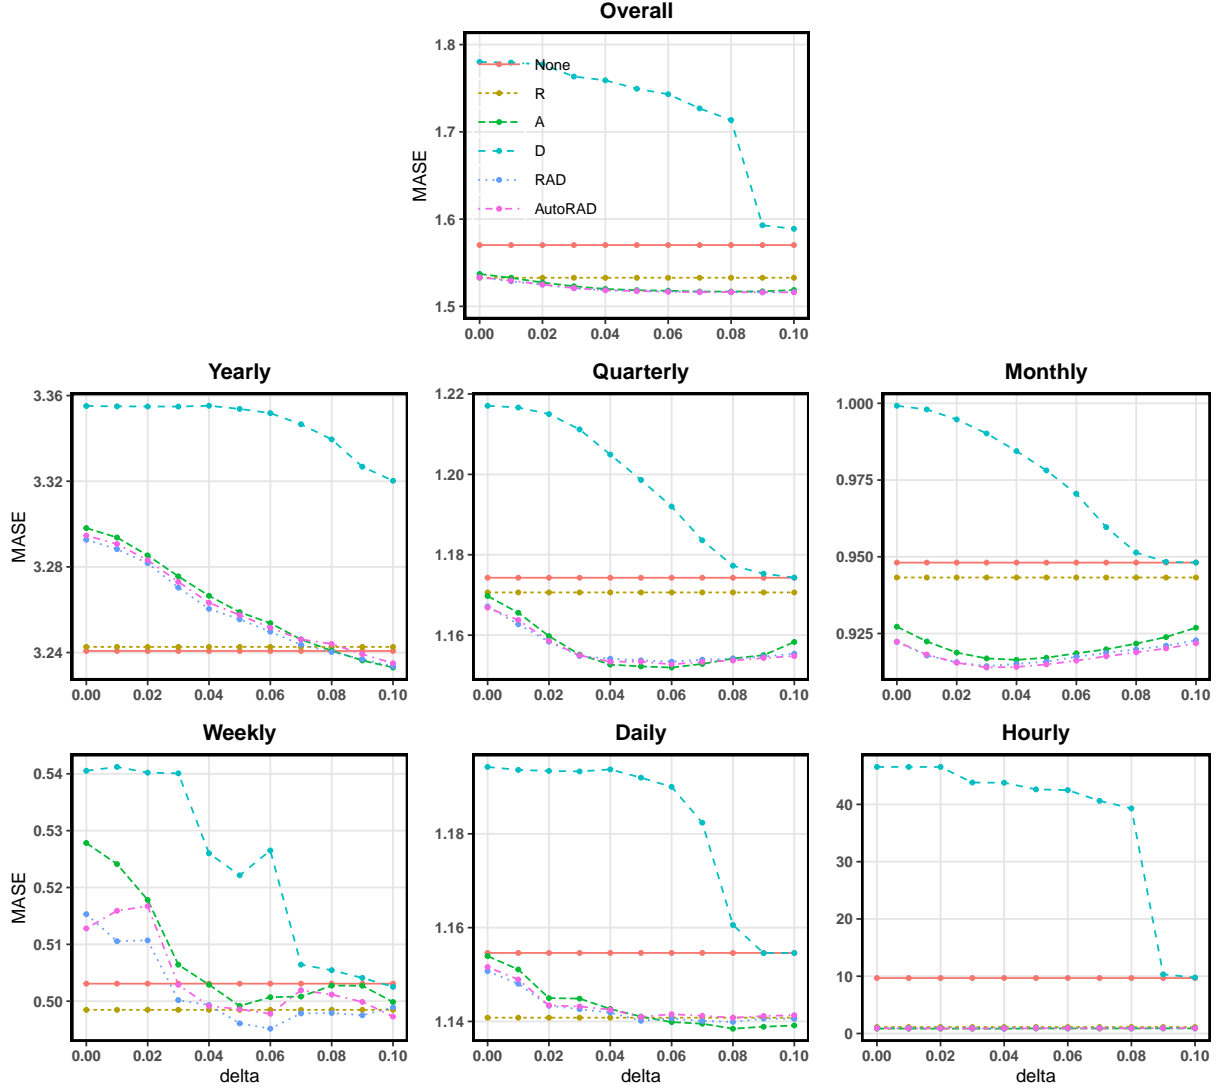 Overall
1.8
1.7
1.6
1.5
MASE
None
R
A
D
RAD
AutoRAD
0.00 0.02 0.04 0.06 0.08 0.10
Yearly
3.36
3.32
3.28
3.24
MASE
0.00 0.02 0.04 0.06 0.08 0.10
Quarterly
1.22
1.20
1.18
1.16
0.00 0.02 0.04 0.06 0.08 0.10
Monthly
1.000
0.975
0.950
0.925
0.00 0.02 0.04 0.06 0.08 0.10
Weekly
0.54
0.53
0.52
0.51
0.50
MASE
0.00 0.02 0.04 0.06 0.08 0.10
delta
Daily
1.18
1.16
1.14
0.00 0.02 0.04 0.06 0.08 0.10
delta
Hourly
40
30
20
10
0
0.00 0.02 0.04 0.06 0.08 0.10
delta